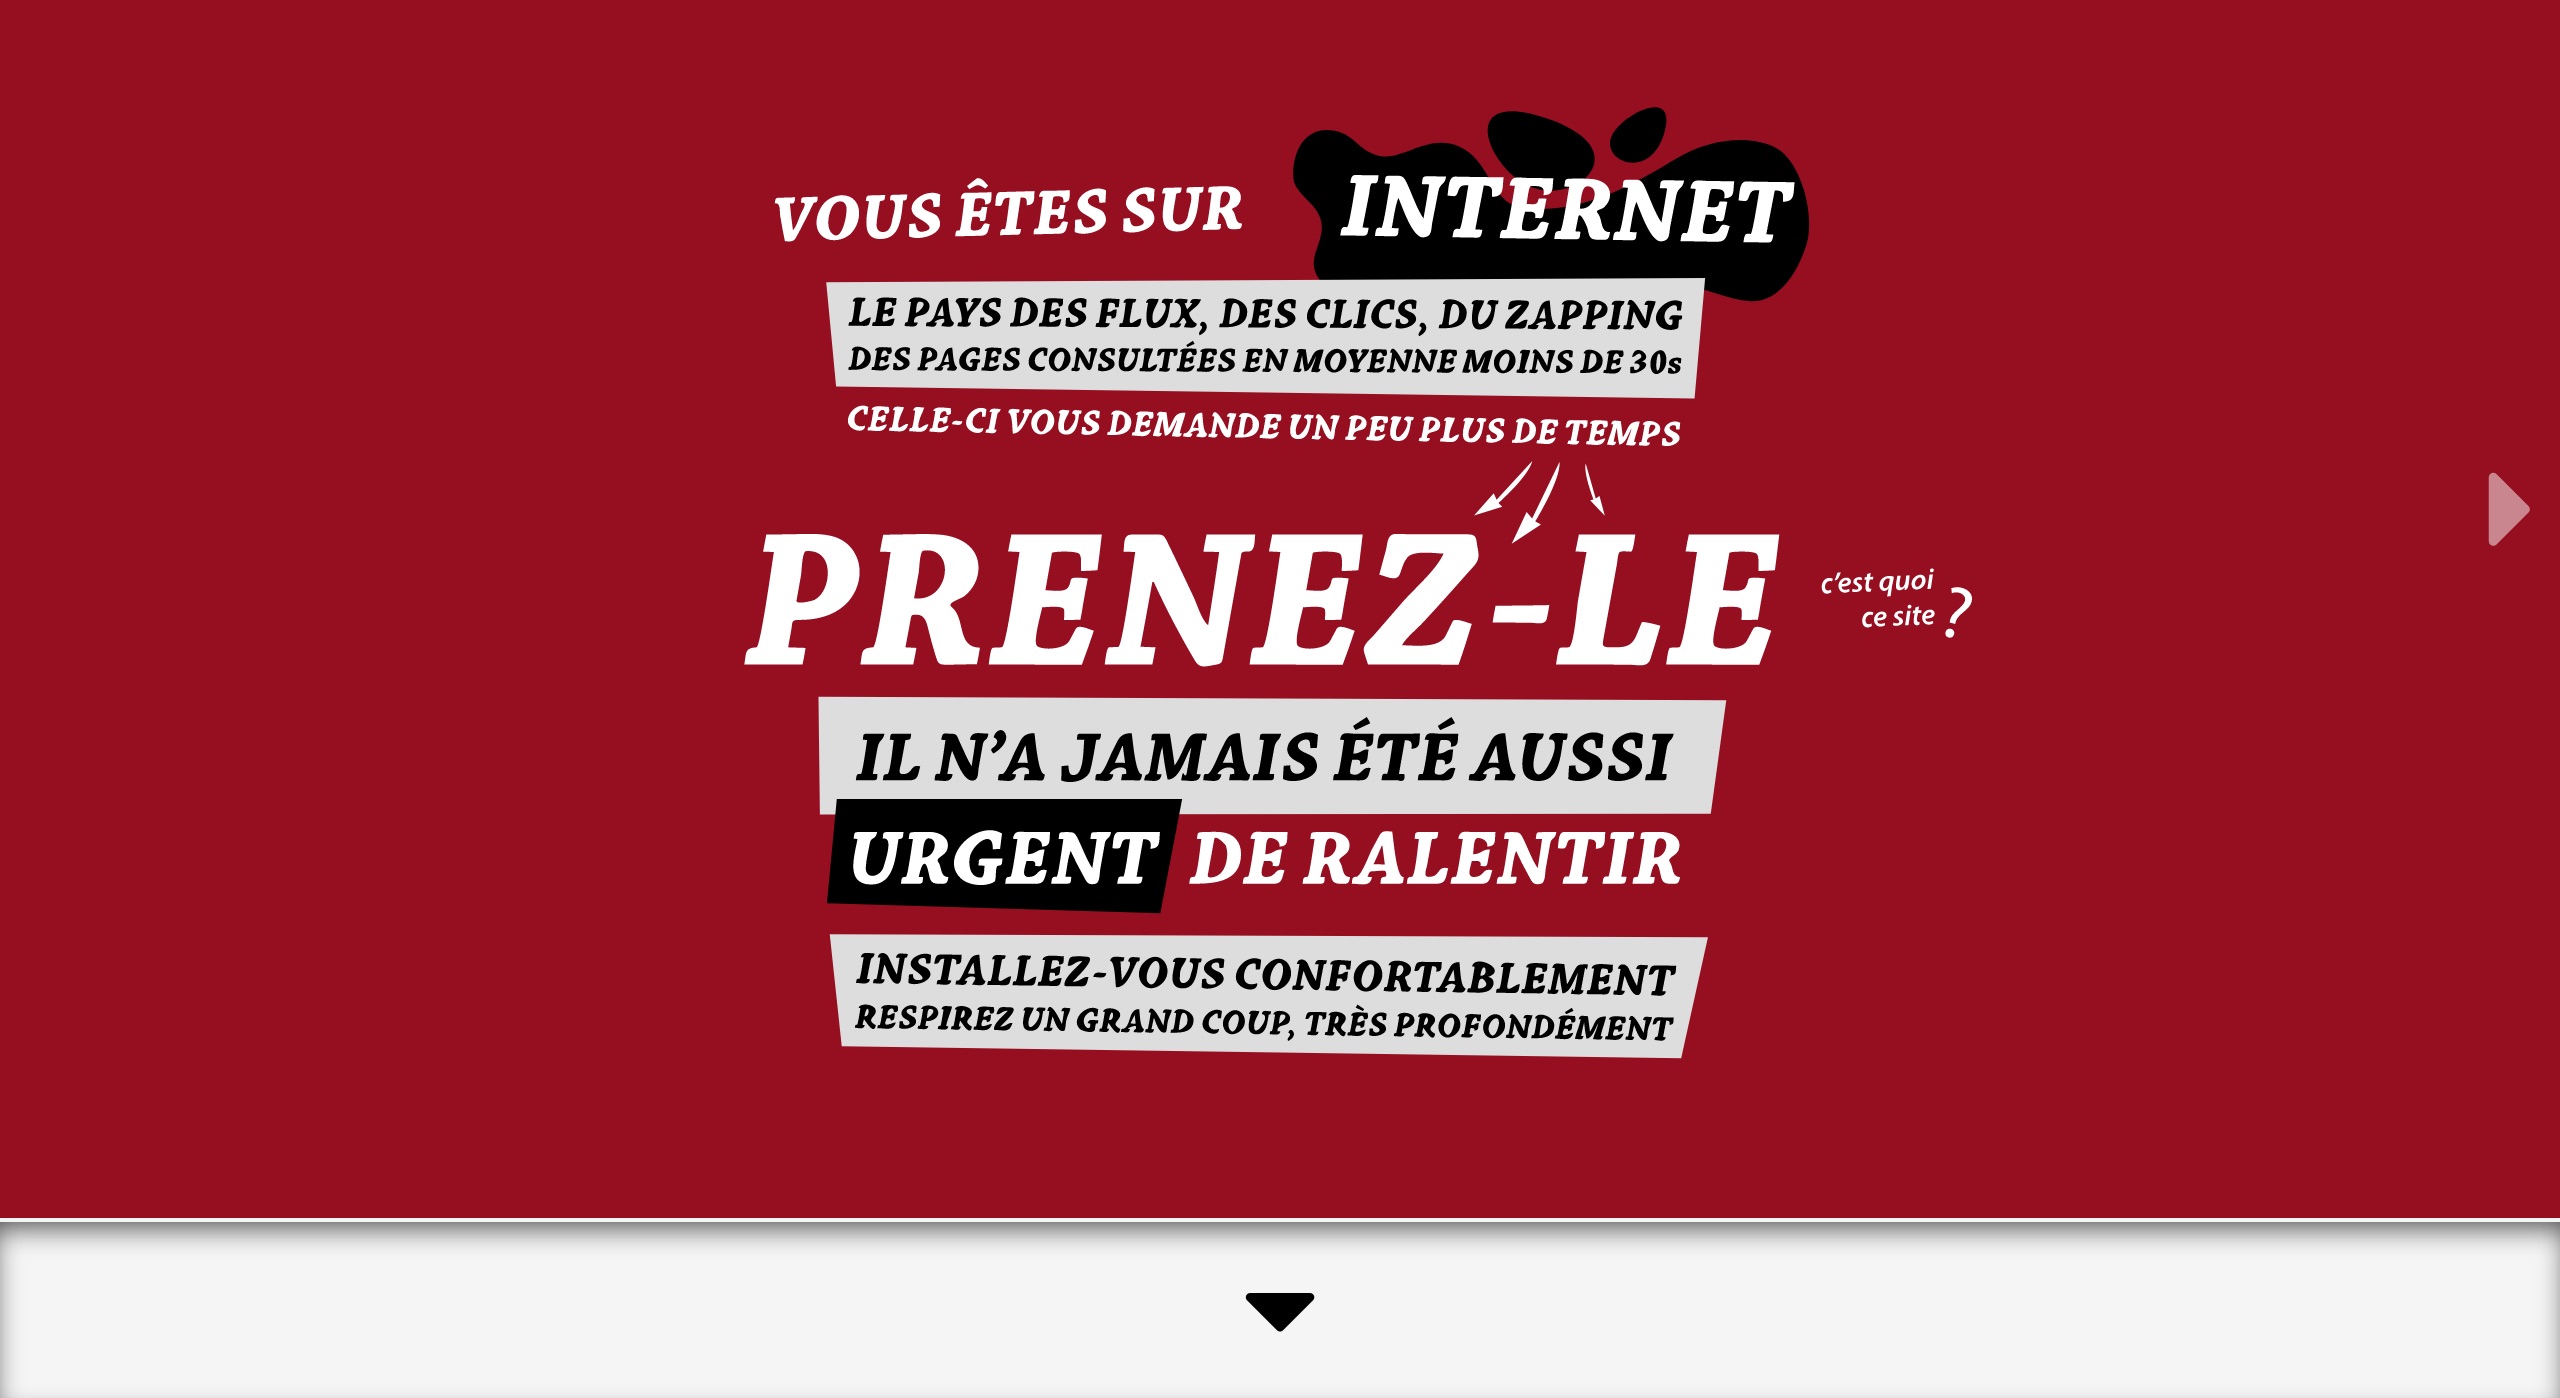 VOUS ÊTES SUR INTERNET
LE PAYS DES FLUX, DES CLICS, DU ZAPPING
DES PAGES CONSULTÉES EN MOYENNE MOINS DE 30s
CELLE-CI VOUS DEMANDE UN PEU PLUS DE TEMPS
PRENEZ-LE
c’est quoi
ce site ?
IL N’A JAMAIS ÉTÉ AUSSI
URGENT DE RALENTIR
INSTALLEZ-VOUS CONFORTABLEMENT
RESPIREZ UN GRAND COUP, TRÈS PROFONDÉMENT